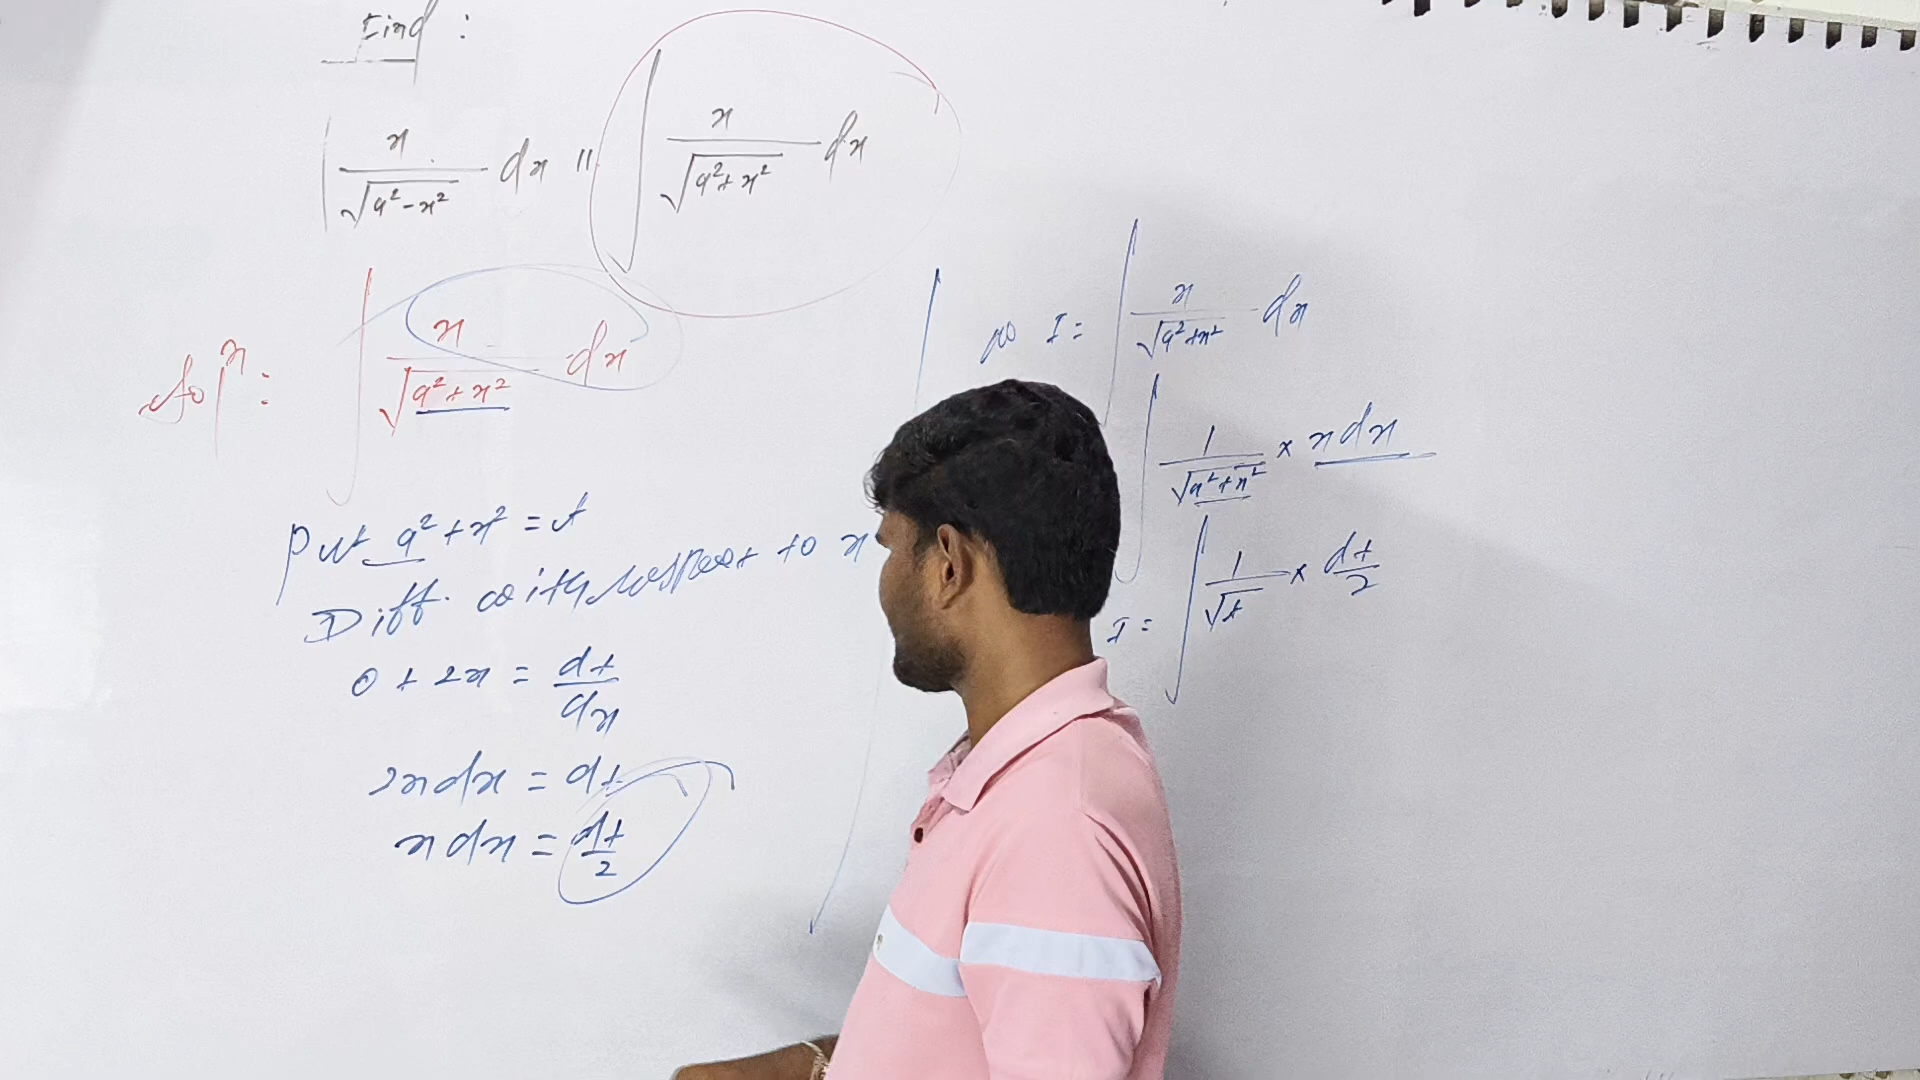 Find :
∫ x/√(a²-x²) dx || ∫ x/√(a²+x²) dx
Solⁿ: ∫ x/√(a²+x²) dx
Put a²+x² = t
Diff. with respect to x
0 + 2x = dt/dx
2x dx = dt
x dx = dt/2
so I = ∫ x/√(a²+x²) dx
∫ 1/√(a²+x²) × x dx
I = ∫ 1/√t × dt/2